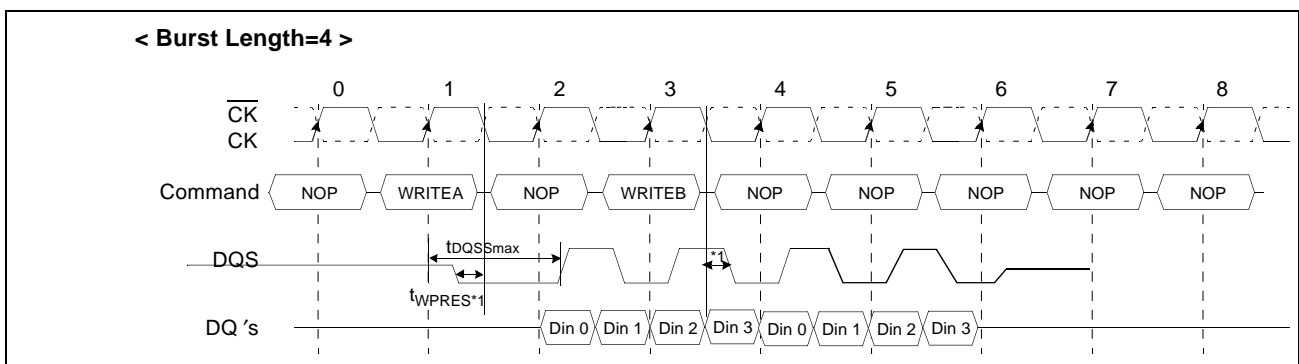 < Burst Length=4 >
0 1 2 3 4 5 6 7 8
CK
CK
Command NOP WRITEA NOP WRITEB NOP NOP NOP NOP NOP
DQS tDQSSmax *1
tWPRES*1
DQ 's Din 0 Din 1 Din 2 Din 3 Din 0 Din 1 Din 2 Din 3